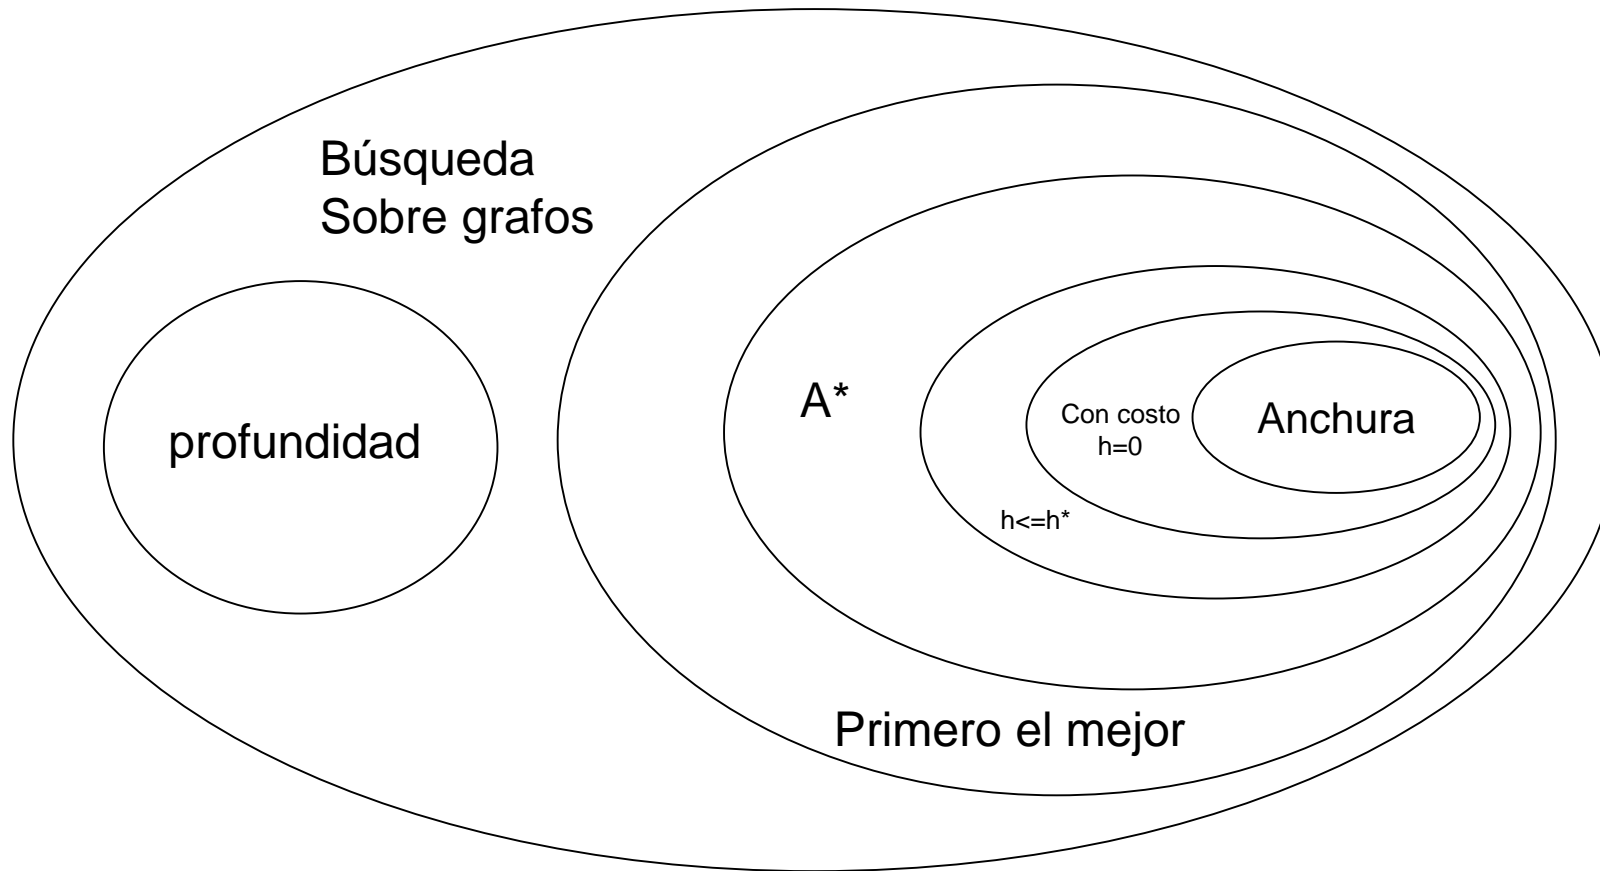 Búsqueda
Sobre grafos
profundidad
A*
Con costo
h=0
Anchura
h<=h*
Primero el mejor